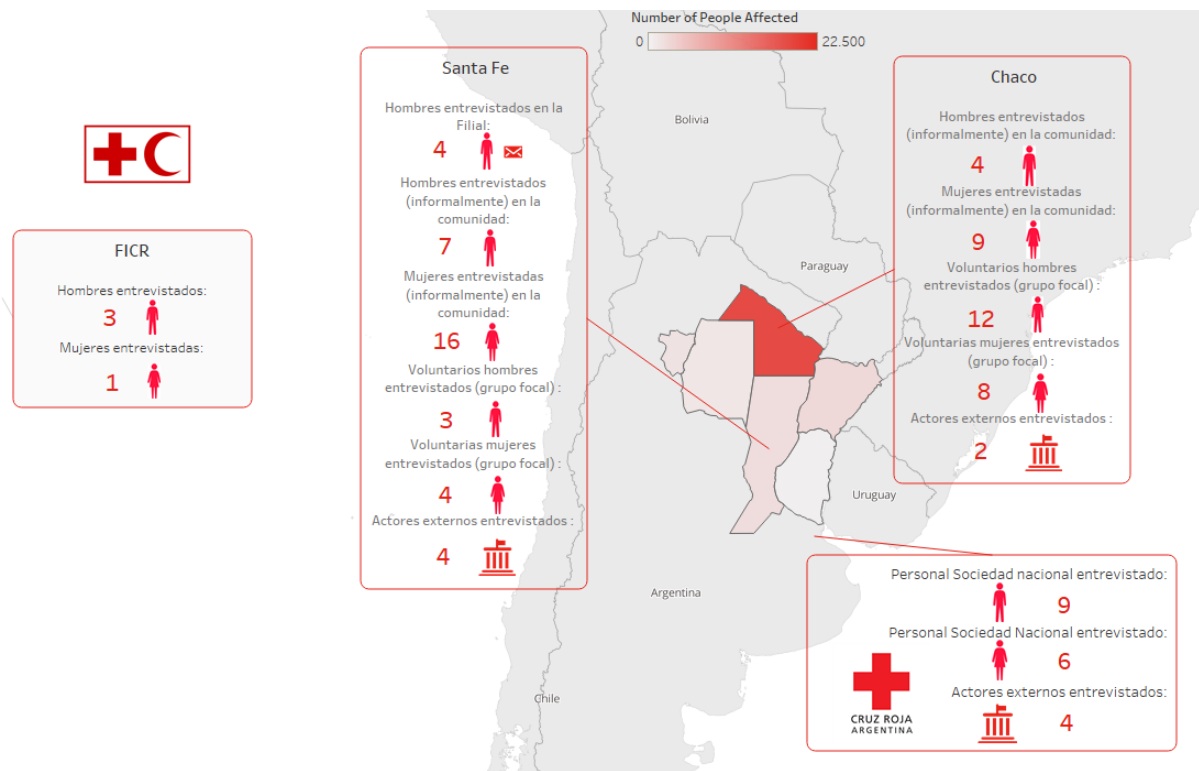 Number of People Affected
0
22.500
FICR
Hombres entrevistados:
3
Mujeres entrevistadas:
1
Santa Fe
Hombres entrevistados en la
Filial:
4
Hombres entrevistados
(informalmente) en la
comunidad:
7
Mujeres entrevistadas
(informalmente) en la
comunidad:
16
Voluntarios hombres
entrevistados (grupo focal) :
3
Voluntarias mujeres
entrevistados (grupo focal) :
4
Actores externos entrevistados :
4
Bolivia
Paraguay
Uruguay
Argentina
Chile
Chaco
Hombres entrevistados
(informalmente) en la comunidad:
4
Mujeres entrevistadas
(informalmente) en la comunidad:
9
Voluntarios hombres
entrevistados (grupo focal) :
12
Voluntarias mujeres entrevistados
(grupo focal) :
8
Actores externos entrevistados :
2
Personal Sociedad nacional entrevistado:
9
Personal Sociedad Nacional entrevistado:
6
Actores externos entrevistados:
4
CRUZ ROJA
ARGENTINA